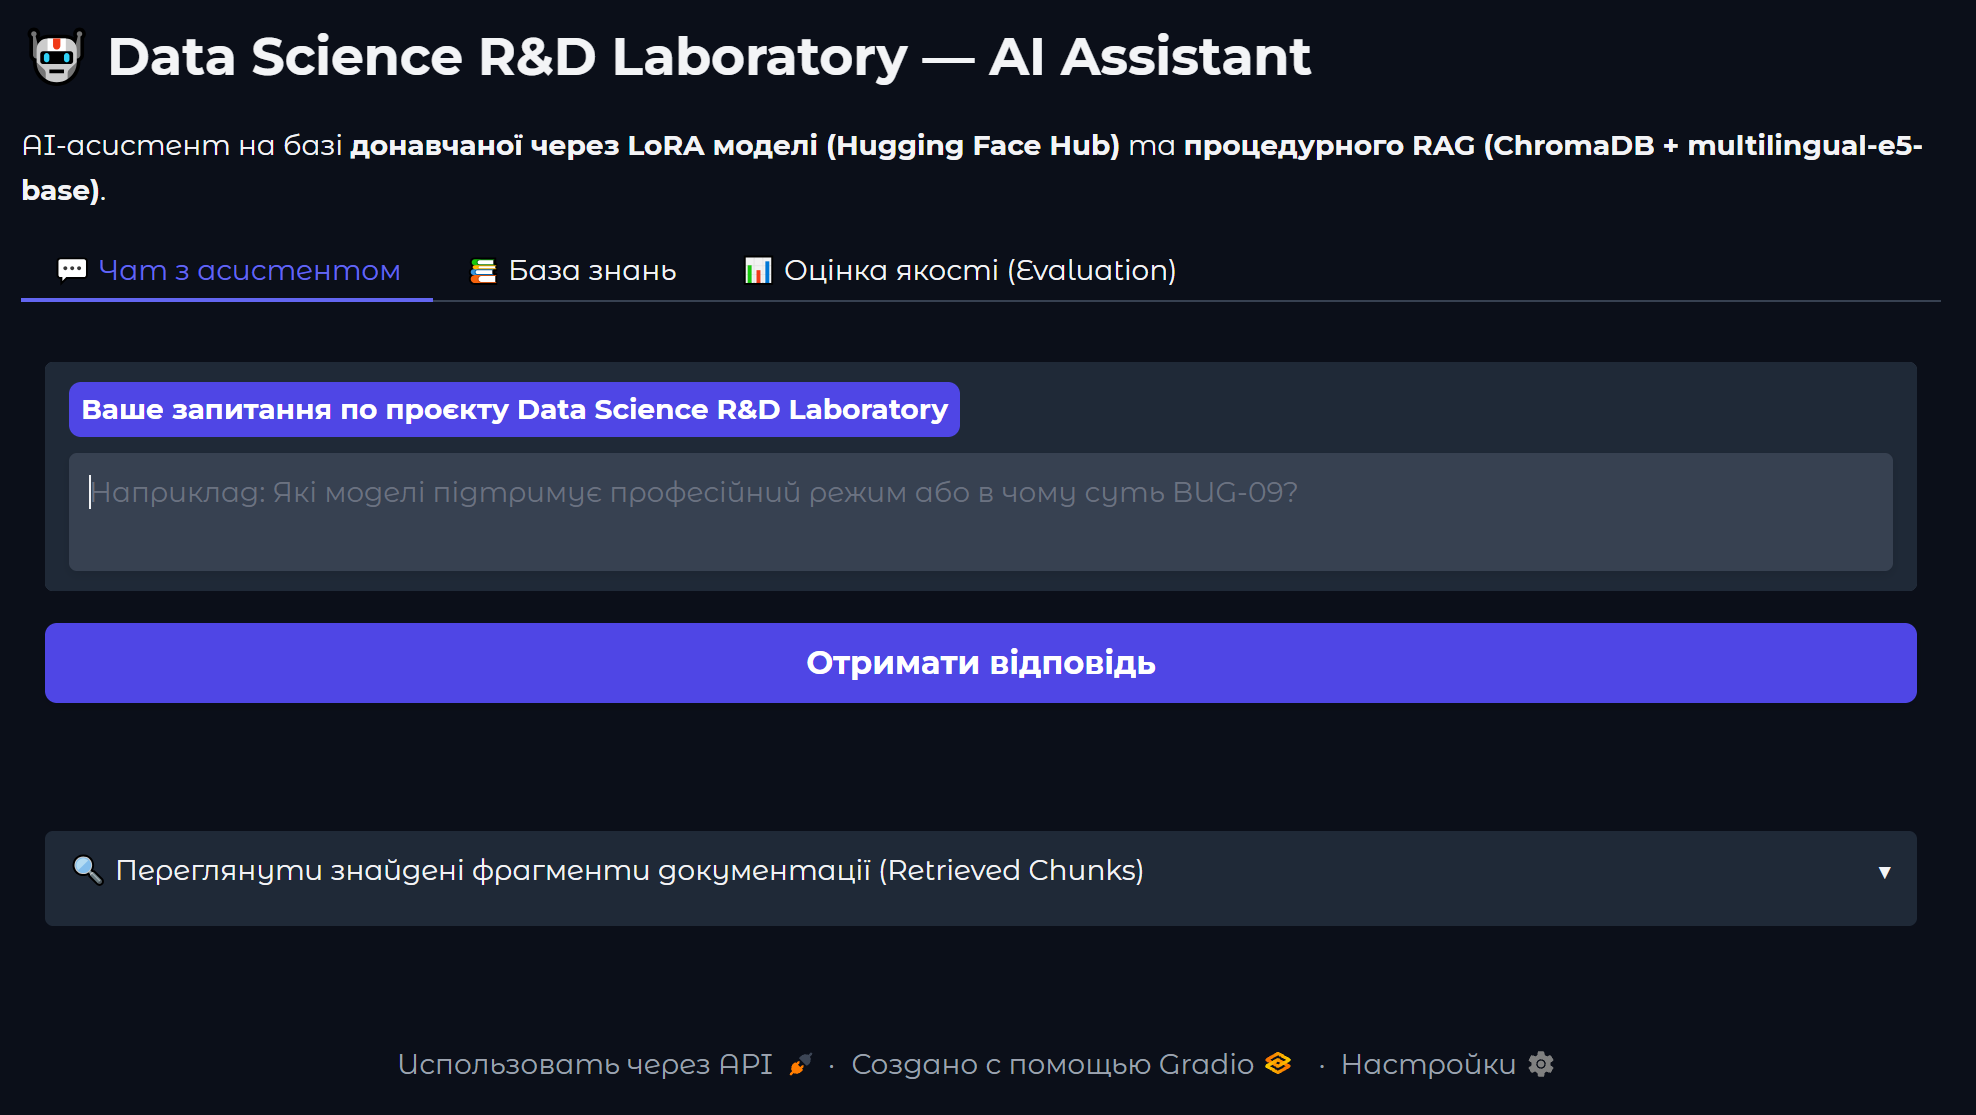 Data Science R&D Laboratory — AI Assistant
AI-асистент на базі донавчаної через LoRA моделі (Hugging Face Hub) та процедурного RAG (ChromaDB + multilingual-e5-
base).
Чат з асистентом База знань Оцінка якості (Evaluation)
Ваше запитання по проєкту Data Science R&D Laboratory
Наприклад: Які моделі підтримує професійний режим або в чому суть BUG-09?
Отримати відповідь
Переглянути знайдені фрагменти документації (Retrieved Chunks) ▼
Использовать через API · Создано с помощью Gradio · Настройки